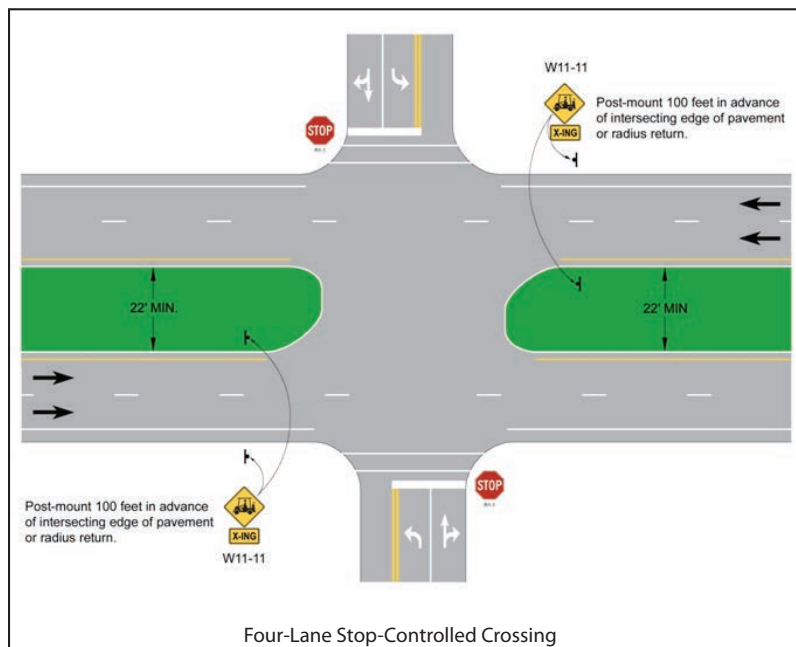 W11-11
Post-mount 100 feet in advance
of intersecting edge of pavement
or radius return.
X-ING
STOP
22' MIN.
22' MIN
STOP
Post-mount 100 feet in advance
of intersecting edge of pavement
or radius return.
X-ING
W11-11
Four-Lane Stop-Controlled Crossing